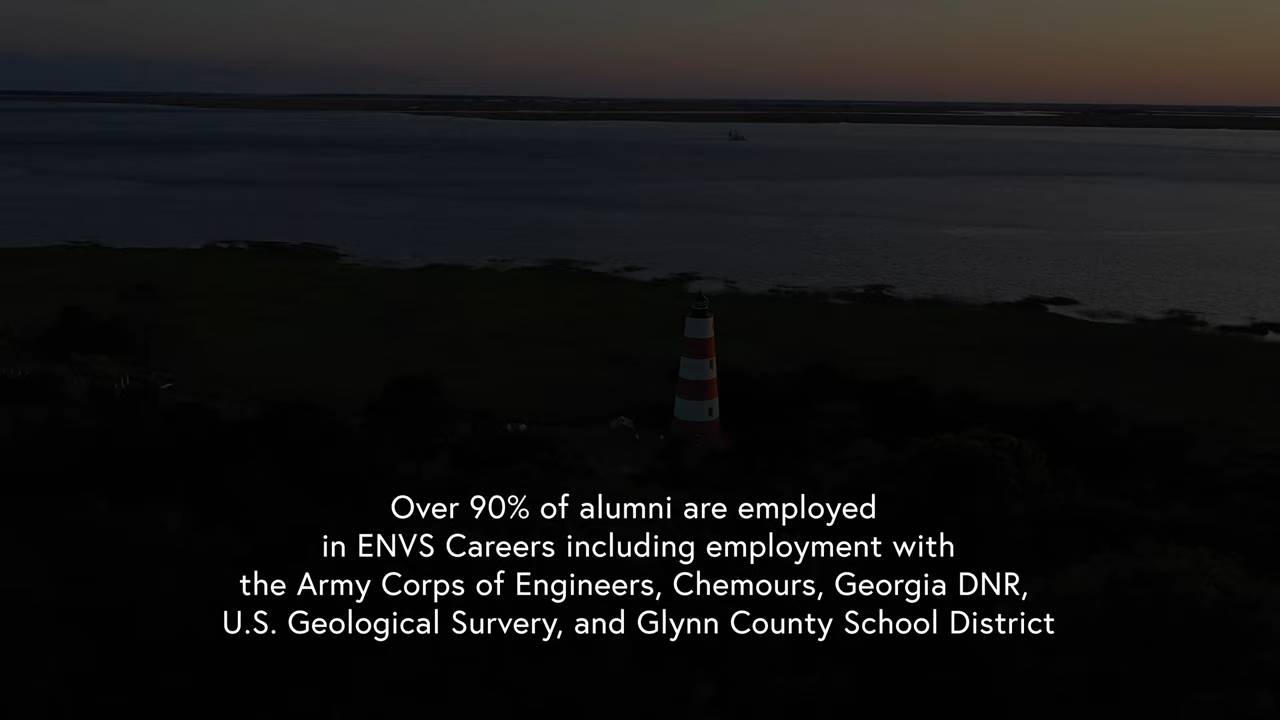 Over 90% of alumni are employed
in ENVS Careers including employment with
the Army Corps of Engineers, Chemours, Georgia DNR,
U.S. Geological Survery, and Glynn County School District